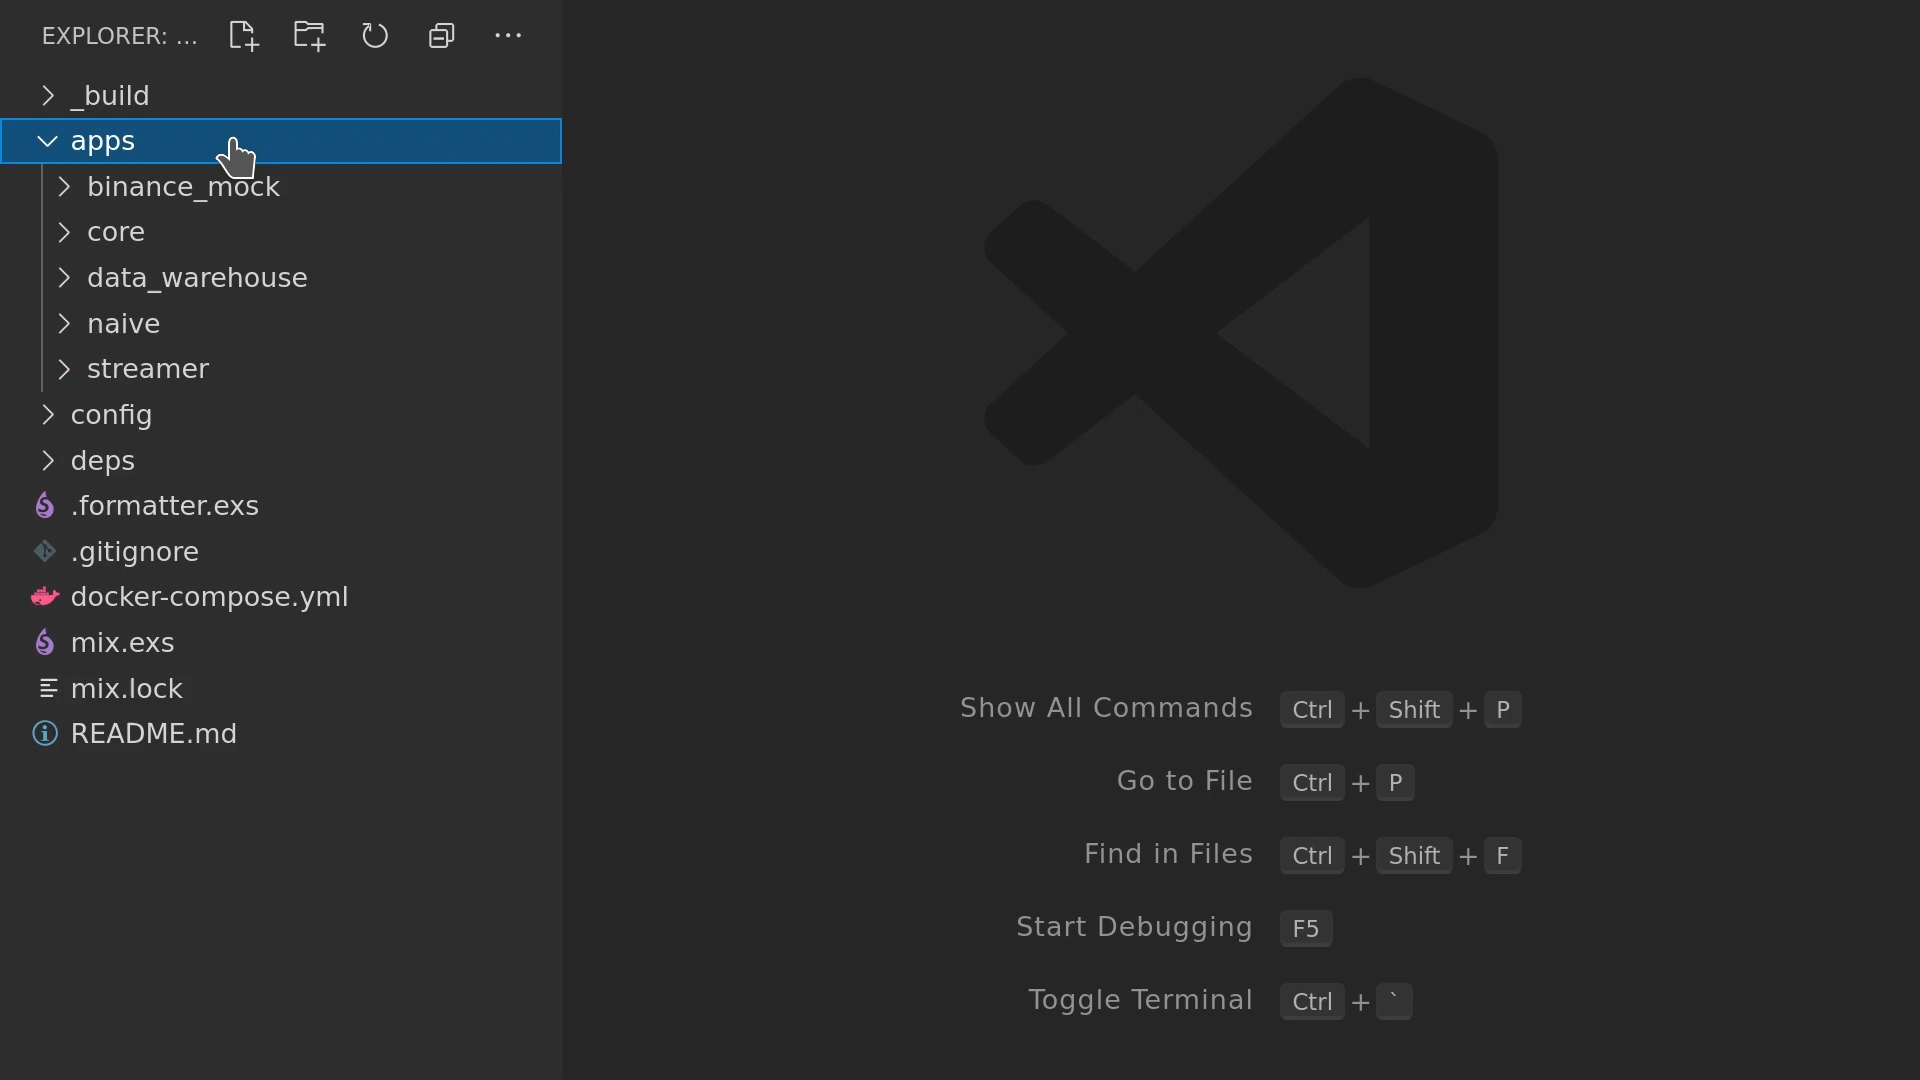 EXPLORER: ...
_build
apps
binance_mock
core
data_warehouse
naive
streamer
config
deps
.formatter.exs
.gitignore
docker-compose.yml
mix.exs
mix.lock
README.md
Show All Commands Ctrl + Shift + P
Go to File Ctrl + P
Find in Files Ctrl + Shift + F
Start Debugging F5
Toggle Terminal Ctrl + `